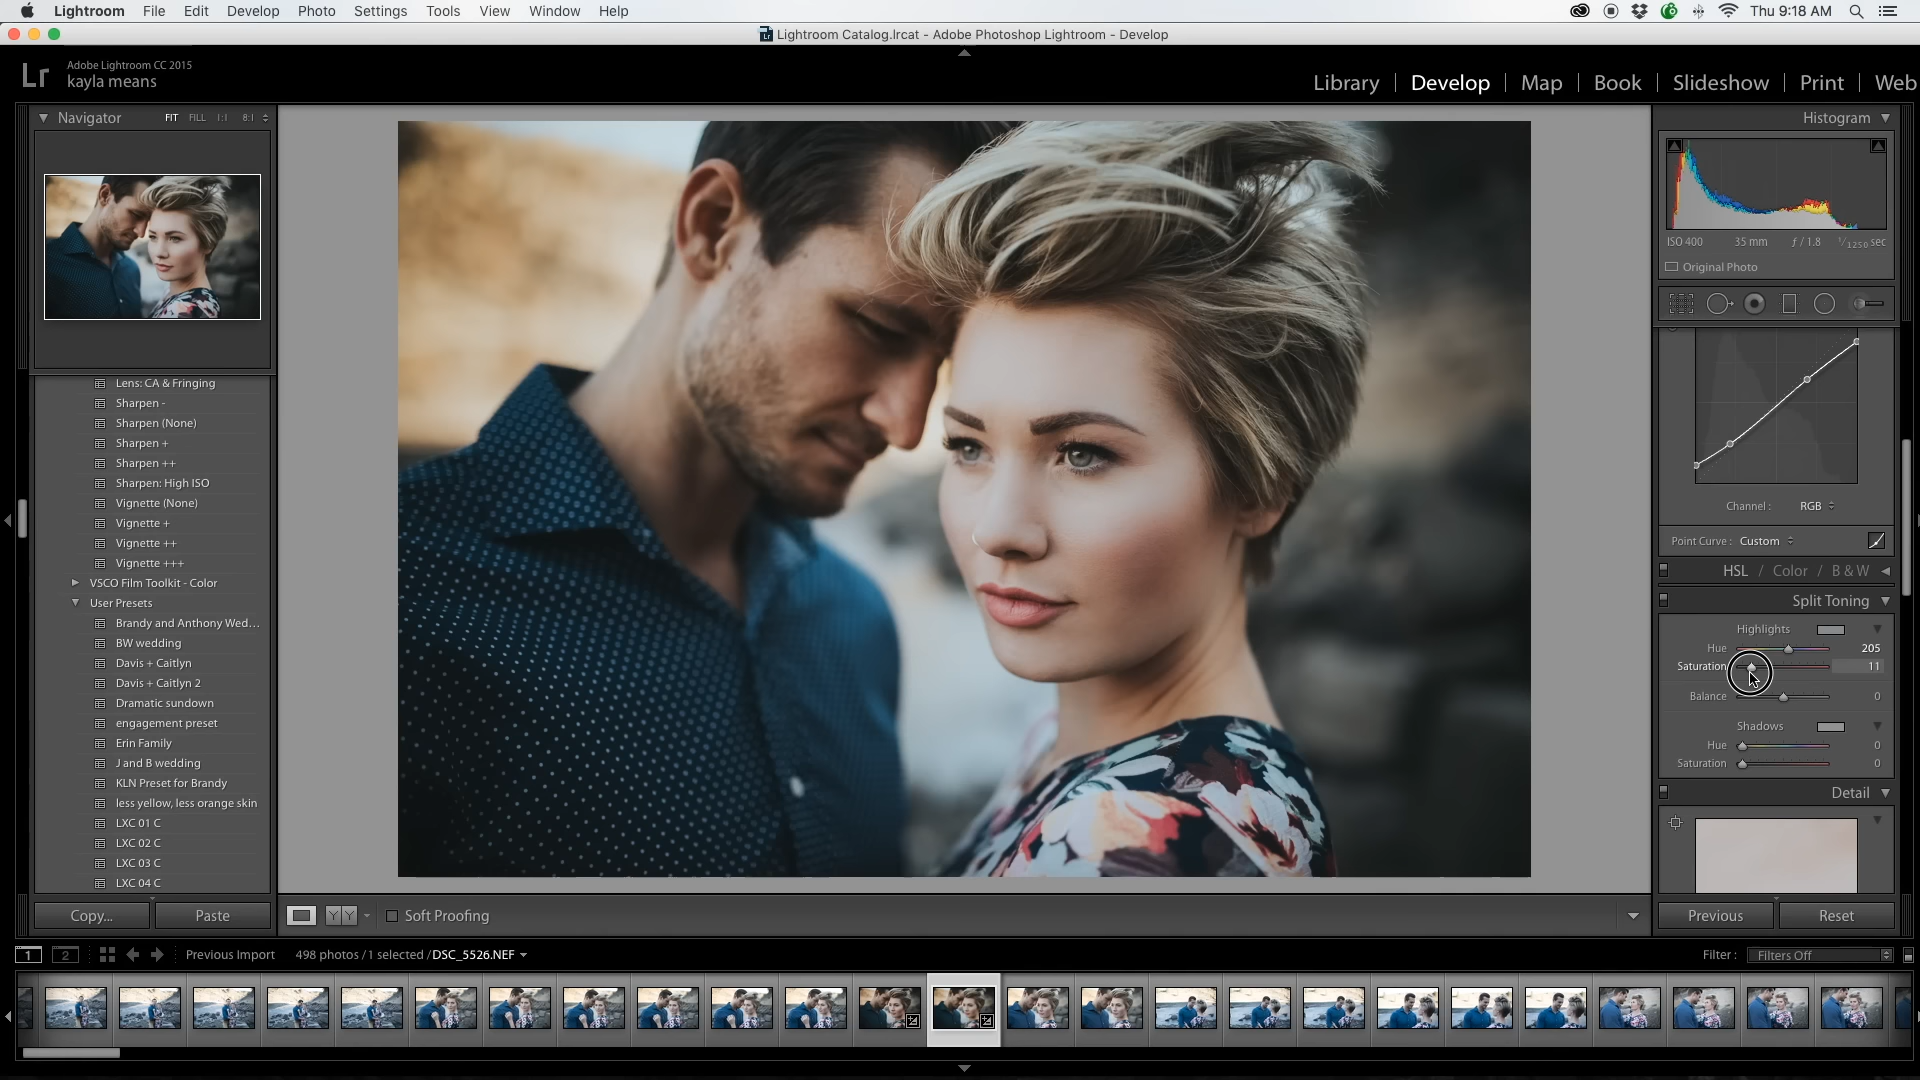 Lightroom File Edit Develop Photo Settings Tools View Window Help Thu 9:18 AM
Lightroom Catalog.lrcat - Adobe Photoshop Lightroom - Develop
Lr Adobe Lightroom CC 2015
kayla means
Library | Develop | Map | Book | Slideshow | Print | Web
Navigator FIT FILL 1:1 8:1
Lens: CA & Fringing
Sharpen -
Sharpen (None)
Sharpen +
Sharpen ++
Sharpen: High ISO
Vignette (None)
Vignette +
Vignette ++
Vignette +++
VSCO Film Toolkit - Color
User Presets
Brandy and Anthony Wed...
BW wedding
Davis + Caitlyn
Davis + Caitlyn 2
Dramatic sundown
engagement preset
Erin Family
J and B wedding
KLN Preset for Brandy
less yellow, less orange skin
LXC 01 C
LXC 02 C
LXC 03 C
LXC 04 C
Copy... Paste
YY Soft Proofing
Histogram
ISO 400 35 mm ƒ / 1.8 1/1250 sec
Original Photo
Channel : RGB
Point Curve : Custom
HSL / Color / B & W
Split Toning
Highlights
Hue 205
Saturation 11
Balance 0
Shadows
Hue 0
Saturation 0
Detail
Previous Reset
1 2 Previous Import 498 photos / 1 selected / DSC_5526.NEF Filter : Filters Off